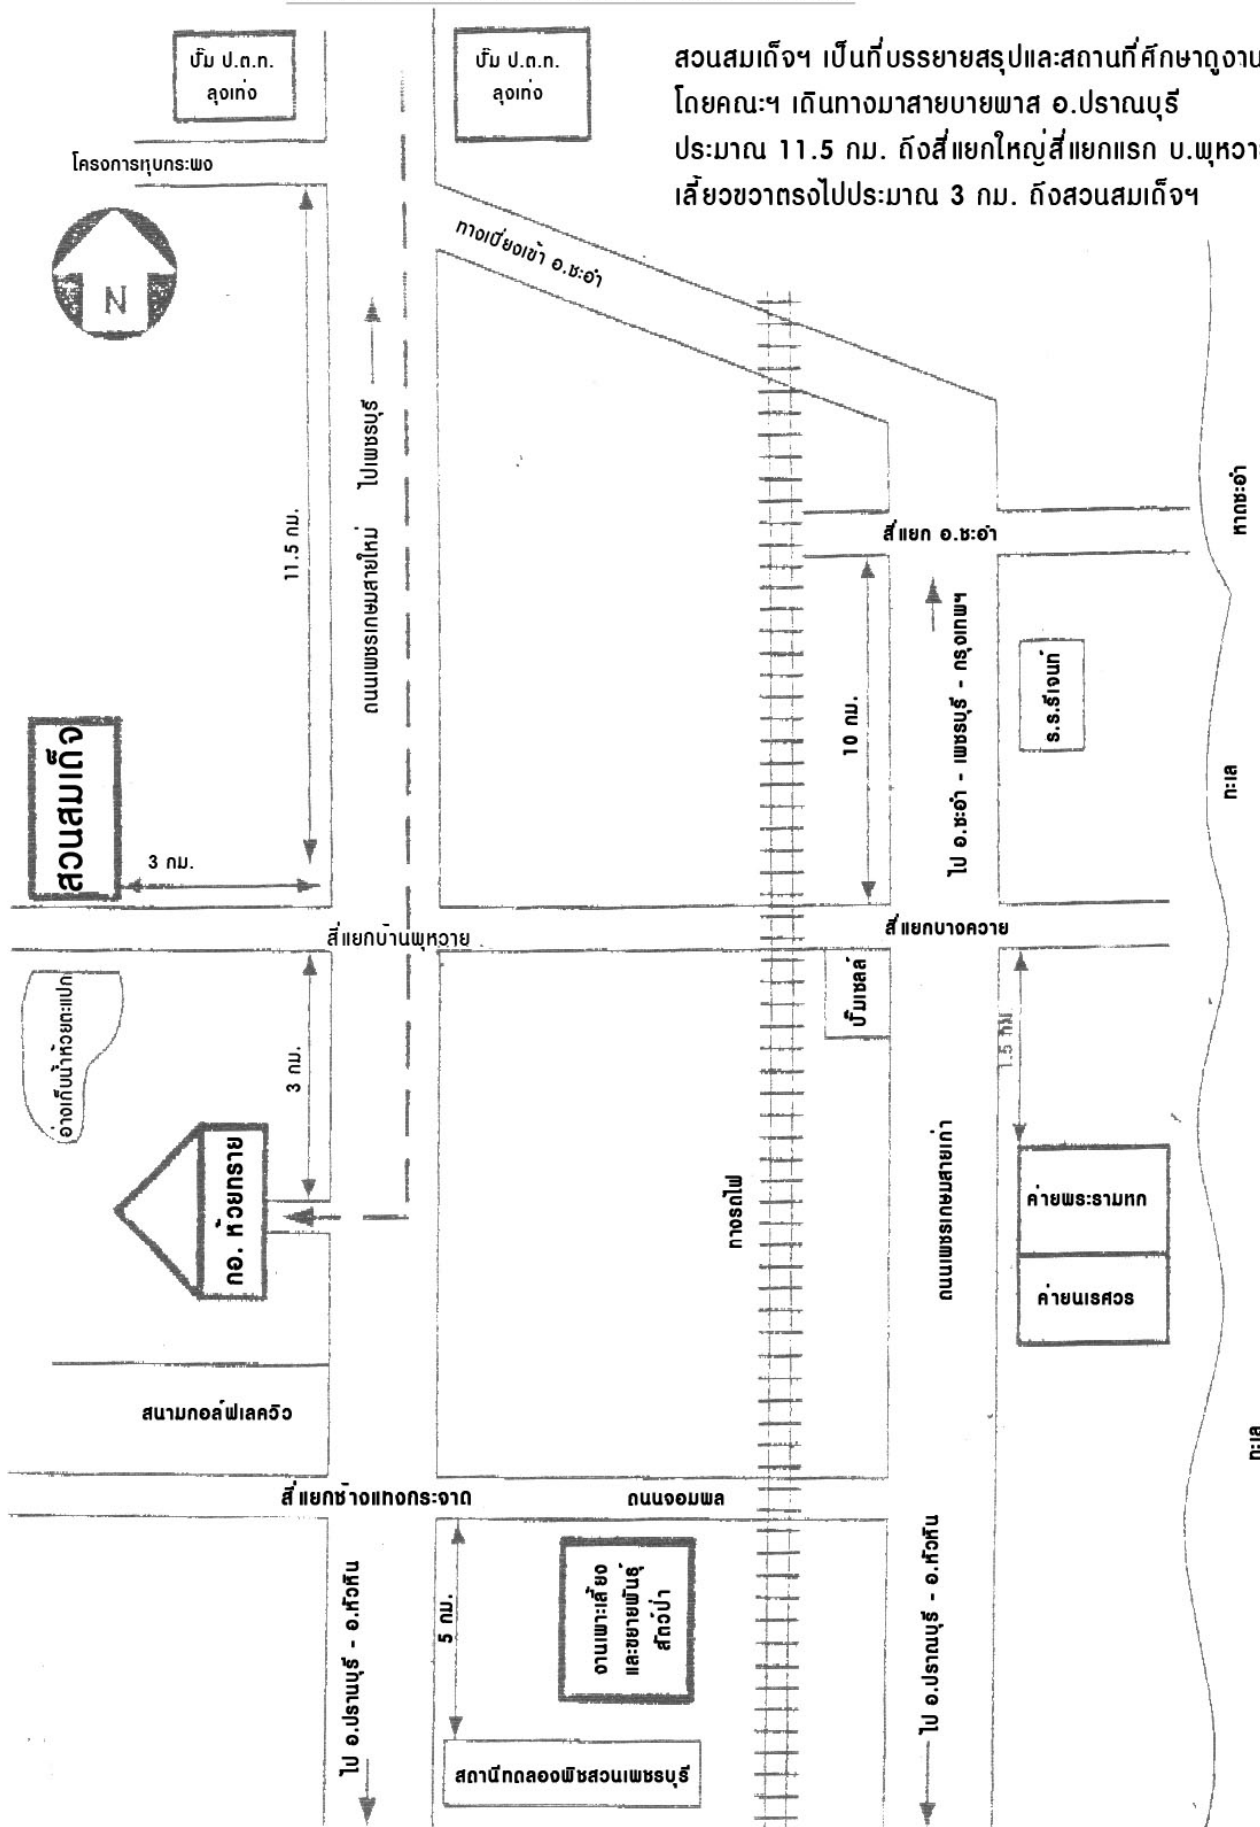 ปั๊ม ป.ต.ท.
ลุงเท่ง
ปั๊ม ป.ต.ท.
ลุงเท่ง
สวนสมเด็จฯ เป็นที่บรรยายสรุปและสถานที่ศึกษาดูงาน
โดยคณะฯ เดินทางมาสายบายพาส อ.ปราณบุรี
ประมาณ 11.5 กม. ถึงสี่แยกใหญ่สี่แยกแรก บ.พุหวาย
เลี้ยวขวาตรงไปประมาณ 3 กม. ถึงสวนสมเด็จฯ
โครงการหุบกระพง
N
ทางเบี่ยงเข้า อ.ชะอำ
ไปเพชรบุรี
ถนนเพชรเกษมสายใหม่
11.5 กม.
หาดชะอำ
สี่แยก อ.ชะอำ
ไป อ.ชะอำ - เพชรบุรี - กรุงเทพฯ
ร.ร.รีเจนท์
10 กม.
ทะเล
สวนสมเด็จ
3 กม.
สี่แยกบ้านพุหวาย
สี่แยกบางควาย
อ่างเก็บน้ำห้วยตะแปด
3 กม.
ปั๊มเชลล์
1.5 กม
กอ. ห้วยทราย
ทางรถไฟ
ถนนเพชรเกษมสายเก่า
ค่ายพระรามหก
ค่ายนเรศวร
สนามกอล์ฟเลควิว
ทะเล
สี่แยกช้างแทงกระจาด
ถนนจอมพล
ไป อ.ปราณบุรี - อ.หัวหิน
5 กม.
งานเพาะเลี้ยง
และขยายพันธุ์
สัตว์ป่า
ไป อ.ปราณบุรี - อ.หัวหิน
สถานีทดลองพืชสวนเพชรบุรี